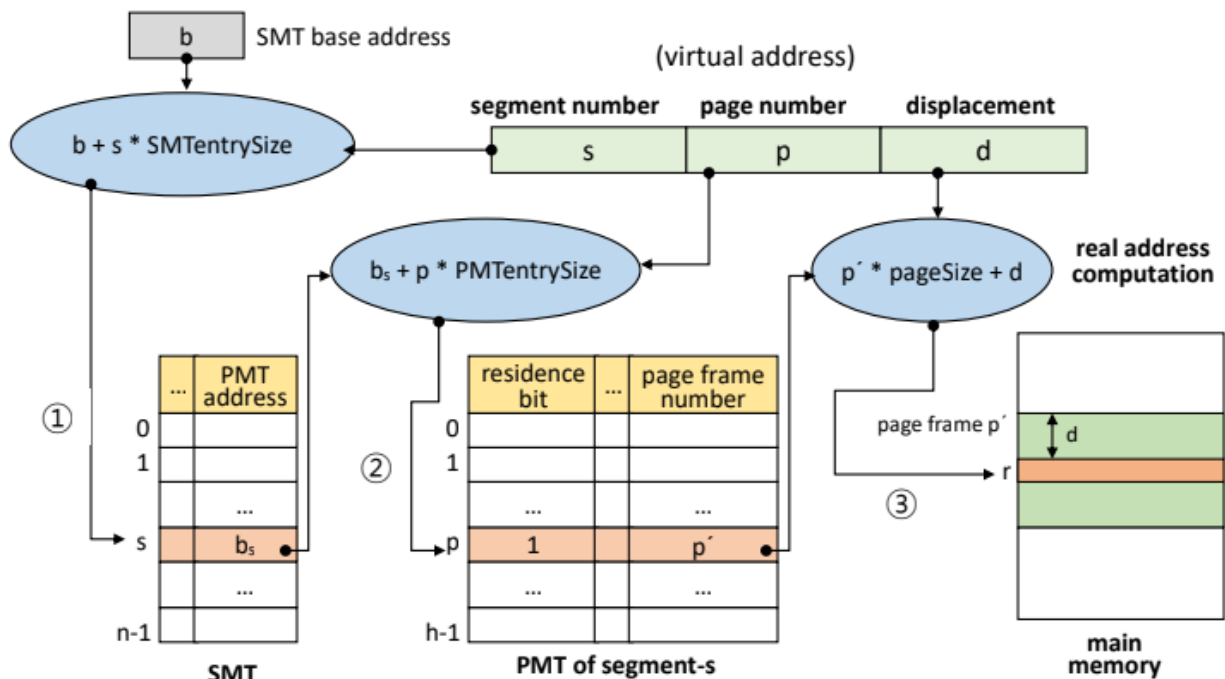 b
SMT base address
(virtual address)
segment number
page number
displacement
s
p
d
b + s * SMTentrySize
bs + p * PMTentrySize
p´ * pageSize + d
real address
computation
...
PMT
address
residence
bit
...
page frame
number
①
0
1
...
s
bs
...
n-1
SMT
②
0
1
...
...
p
1
p´
...
...
h-1
PMT of segment-s
page frame p´
d
r
③
main
memory